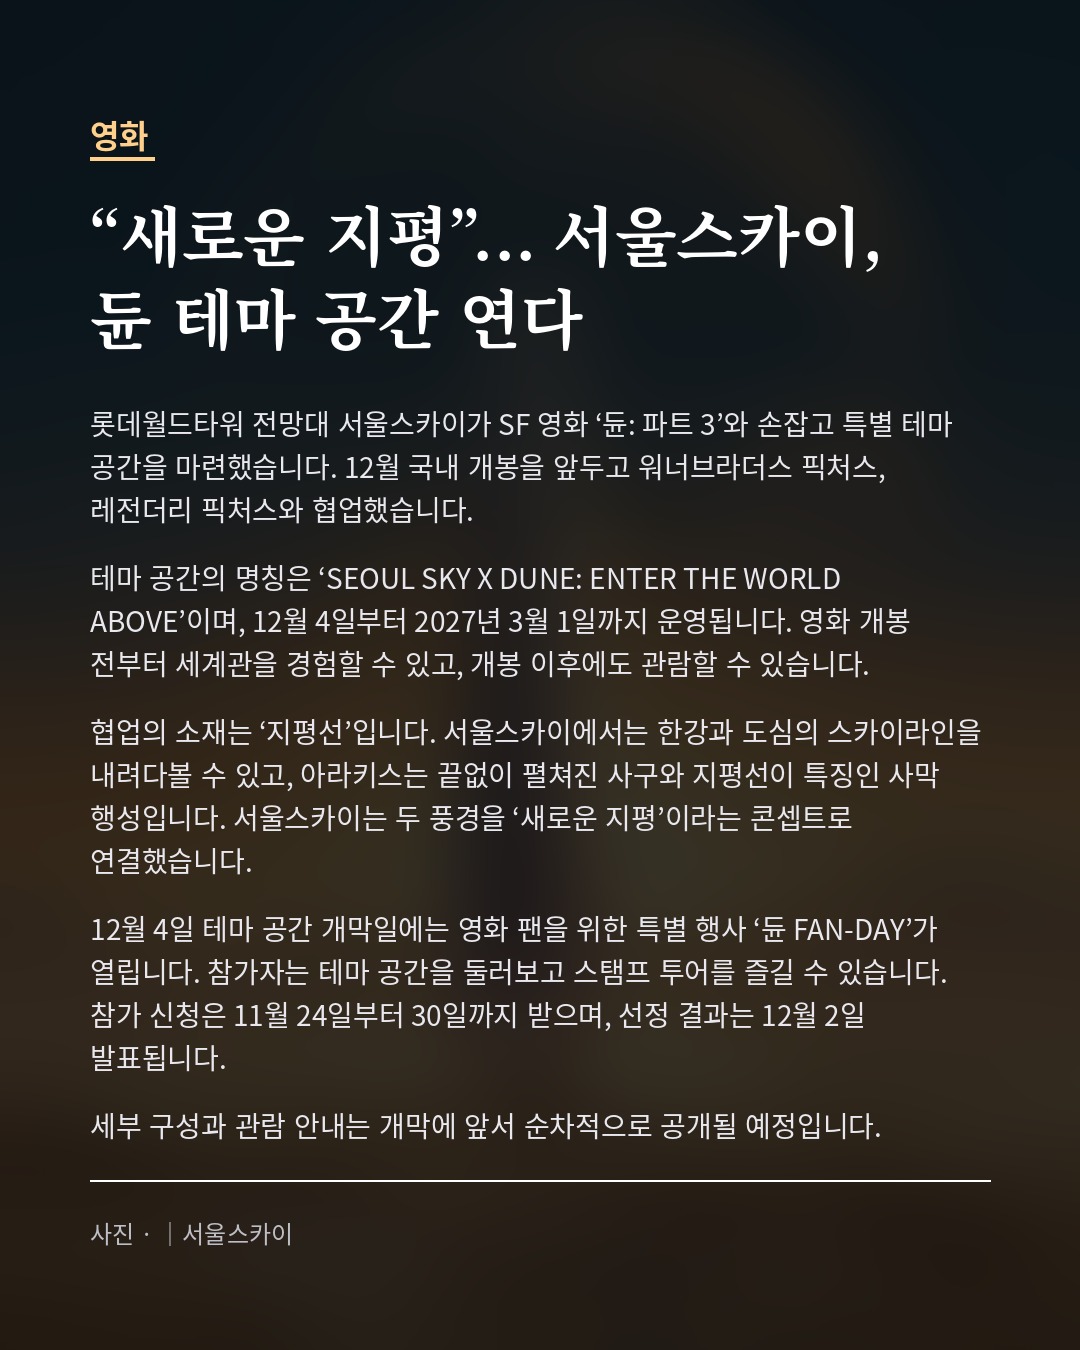 영화
“새로운 지평”... 서울스카이,
듄 테마 공간 연다
롯데월드타워 전망대 서울스카이가 SF 영화 ‘듄: 파트 3’와 손잡고 특별 테마
공간을 마련했습니다. 12월 국내 개봉을 앞두고 워너브라더스 픽처스,
레전더리 픽처스와 협업했습니다.
테마 공간의 명칭은 ‘SEOUL SKY X DUNE: ENTER THE WORLD
ABOVE’이며, 12월 4일부터 2027년 3월 1일까지 운영됩니다. 영화 개봉
전부터 세계관을 경험할 수 있고, 개봉 이후에도 관람할 수 있습니다.
협업의 소재는 ‘지평선’입니다. 서울스카이에서는 한강과 도심의 스카이라인을
내려다볼 수 있고, 아라키스는 끝없이 펼쳐진 사구와 지평선이 특징인 사막
행성입니다. 서울스카이는 두 풍경을 ‘새로운 지평’이라는 콘셉트로
연결했습니다.
12월 4일 테마 공간 개막일에는 영화 팬을 위한 특별 행사 ‘듄 FAN-DAY’가
열립니다. 참가자는 테마 공간을 둘러보고 스탬프 투어를 즐길 수 있습니다.
참가 신청은 11월 24일부터 30일까지 받으며, 선정 결과는 12월 2일
발표됩니다.
세부 구성과 관람 안내는 개막에 앞서 순차적으로 공개될 예정입니다.
사진 · ｜서울스카이